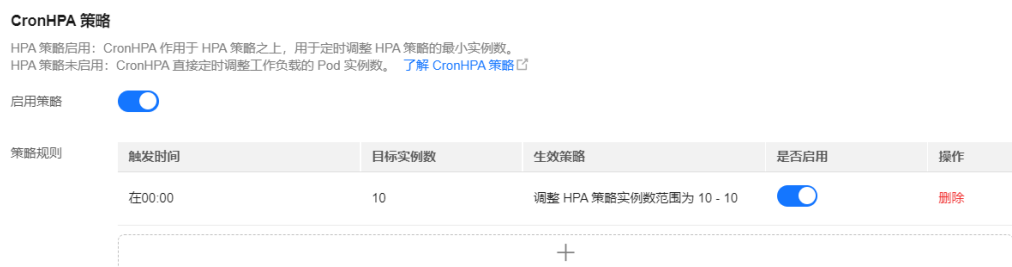 CronHPA 策略
HPA 策略启用：CronHPA 作用于 HPA 策略之上，用于定时调整 HPA 策略的最小实例数。
HPA 策略未启用：CronHPA 直接定时调整工作负载的 Pod 实例数。 了解 CronHPA 策略
启用策略
策略规则
触发时间 目标实例数 生效策略 是否启用 操作
在00:00 10 调整 HPA 策略实例数范围为 10 - 10 删除